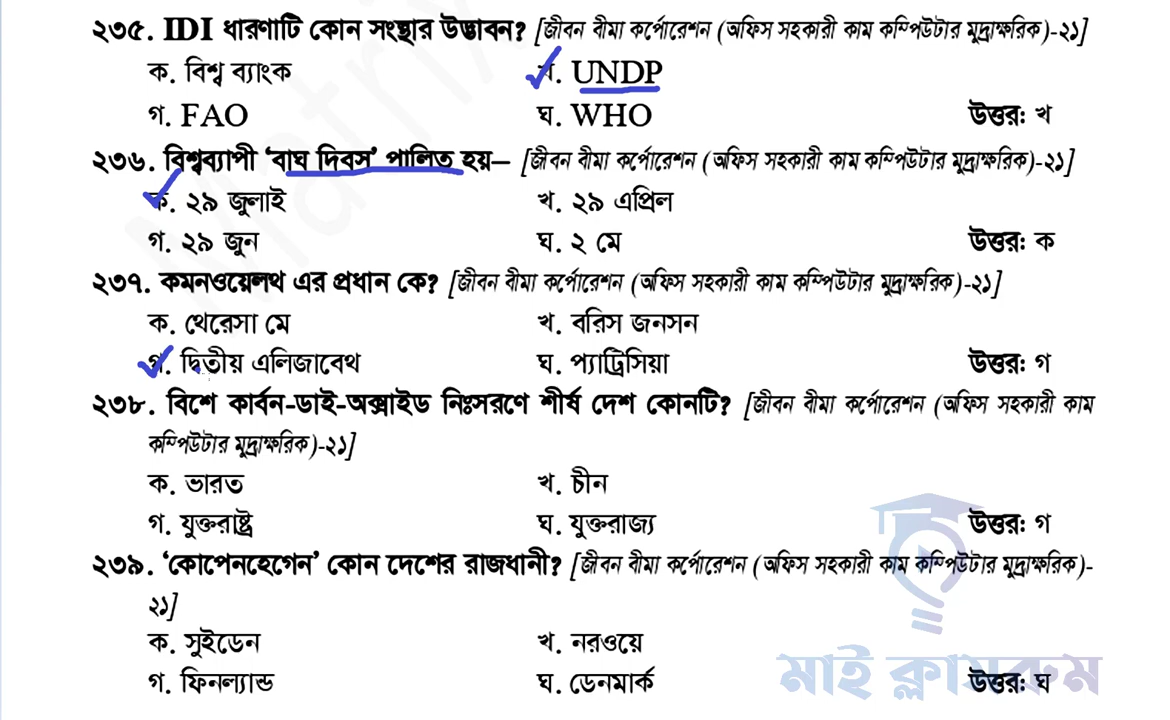 ২৩৫. IDI ধারণাটি কোন সংস্থার উদ্ভাবন? [জীবন বীমা কর্পোরেশন (অফিস সহকারী কাম কম্পিউটার মুদ্রাক্ষরিক)-২১]
ক. বিশ্ব ব্যাংক খ. UNDP
গ. FAO ঘ. WHO উত্তর: খ
২৩৬. বিশ্বব্যাপী ‘বাঘ দিবস’ পালিত হয়– [জীবন বীমা কর্পোরেশন (অফিস সহকারী কাম কম্পিউটার মুদ্রাক্ষরিক)-২১]
ক. ২৯ জুলাই খ. ২৯ এপ্রিল
গ. ২৯ জুন ঘ. ২ মে উত্তর: ক
২৩৭. কমনওয়েলথ এর প্রধান কে? [জীবন বীমা কর্পোরেশন (অফিস সহকারী কাম কম্পিউটার মুদ্রাক্ষরিক)-২১]
ক. থেরেসা মে খ. বরিস জনসন
গ. দ্বিতীয় এলিজাবেথ ঘ. প্যাট্রিসিয়া উত্তর: গ
২৩৮. বিশে কার্বন-ডাই-অক্সাইড নিঃসরণে শীর্ষ দেশ কোনটি? [জীবন বীমা কর্পোরেশন (অফিস সহকারী কাম
কম্পিউটার মুদ্রাক্ষরিক)-২১]
ক. ভারত খ. চীন
গ. যুক্তরাষ্ট্র ঘ. যুক্তরাজ্য উত্তর: গ
২৩৯. ‘কোপেনহেগেন’ কোন দেশের রাজধানী? [জীবন বীমা কর্পোরেশন (অফিস সহকারী কাম কম্পিউটার মুদ্রাক্ষরিক)-
২১]
ক. সুইডেন খ. নরওয়ে
গ. ফিনল্যান্ড ঘ. ডেনমার্ক উত্তর: ঘ
মাই ক্লাসরুম
Matrix